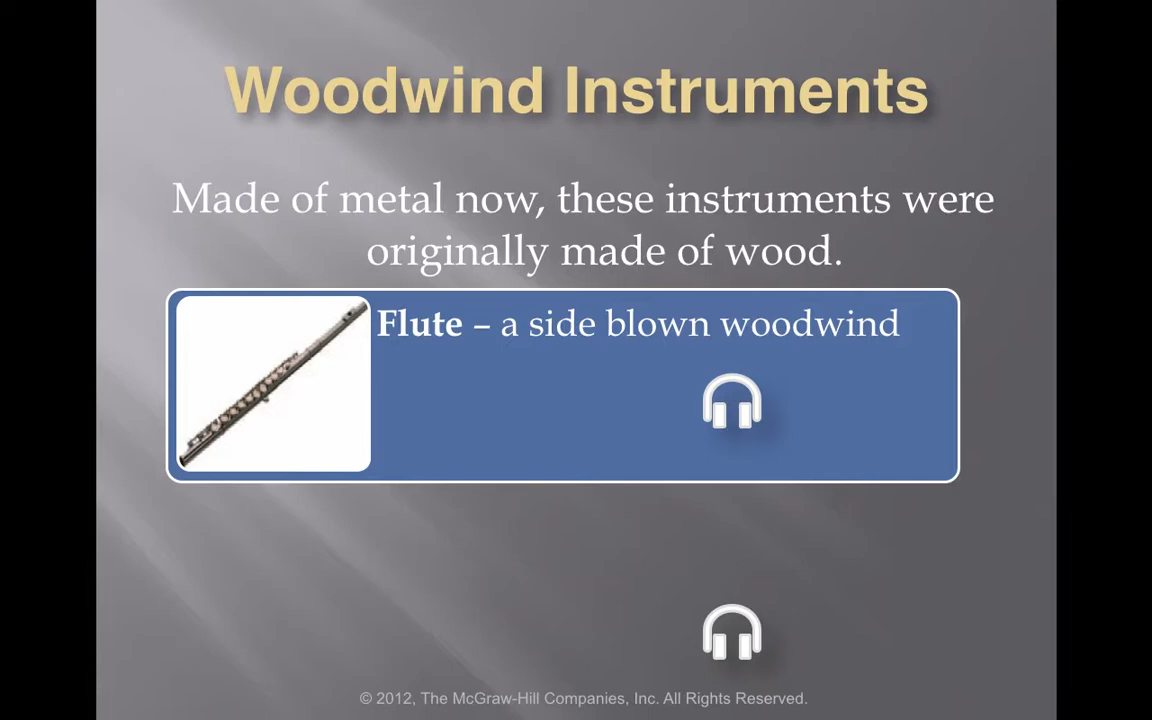 Woodwind Instruments
Made of metal now, these instruments were
originally made of wood.
Flute – a side blown woodwind
© 2012, The McGraw-Hill Companies, Inc. All Rights Reserved.